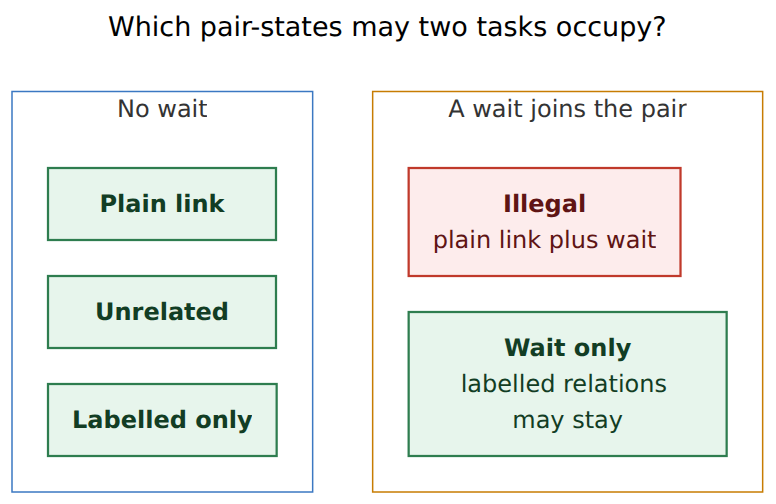 Which pair-states may two tasks occupy?
No wait
Plain link
Unrelated
Labelled only
A wait joins the pair
Illegal
plain link plus wait
Wait only
labelled relations
may stay